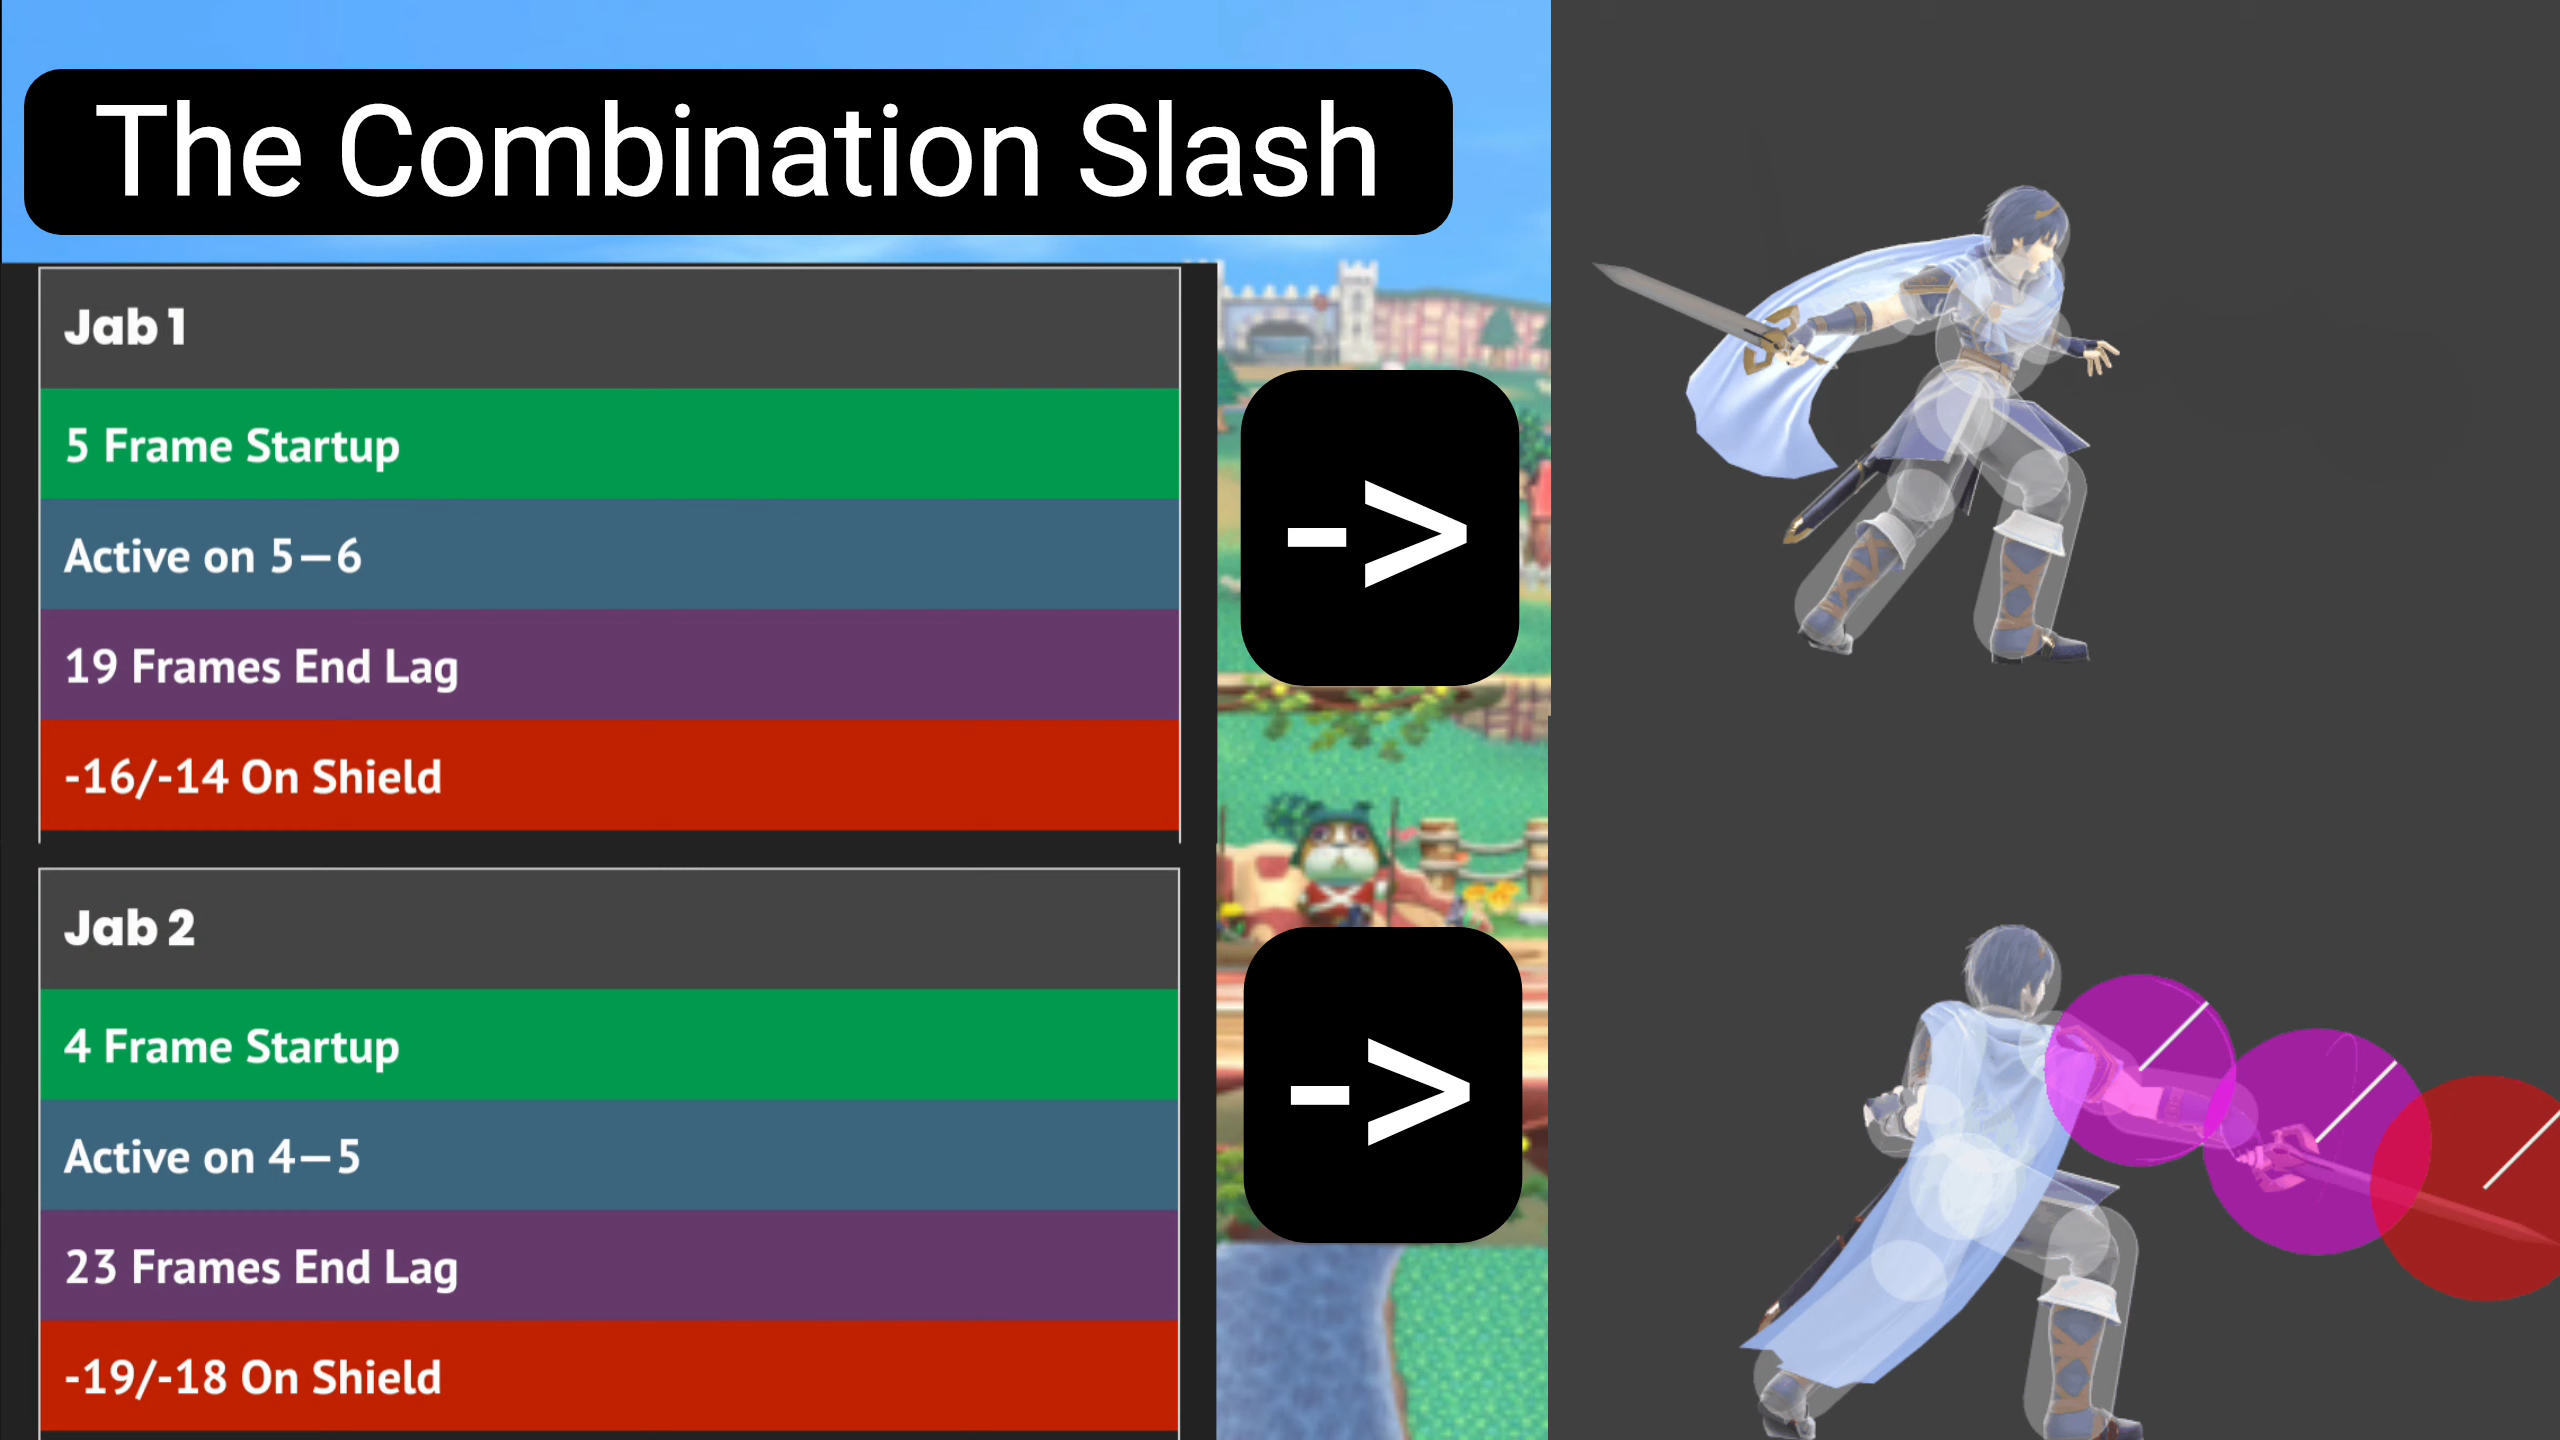 The Combination Slash
Jab 1
5 Frame Startup
Active on 5—6
19 Frames End Lag
-16/-14 On Shield
->
Jab 2
4 Frame Startup
Active on 4—5
23 Frames End Lag
-19/-18 On Shield
->